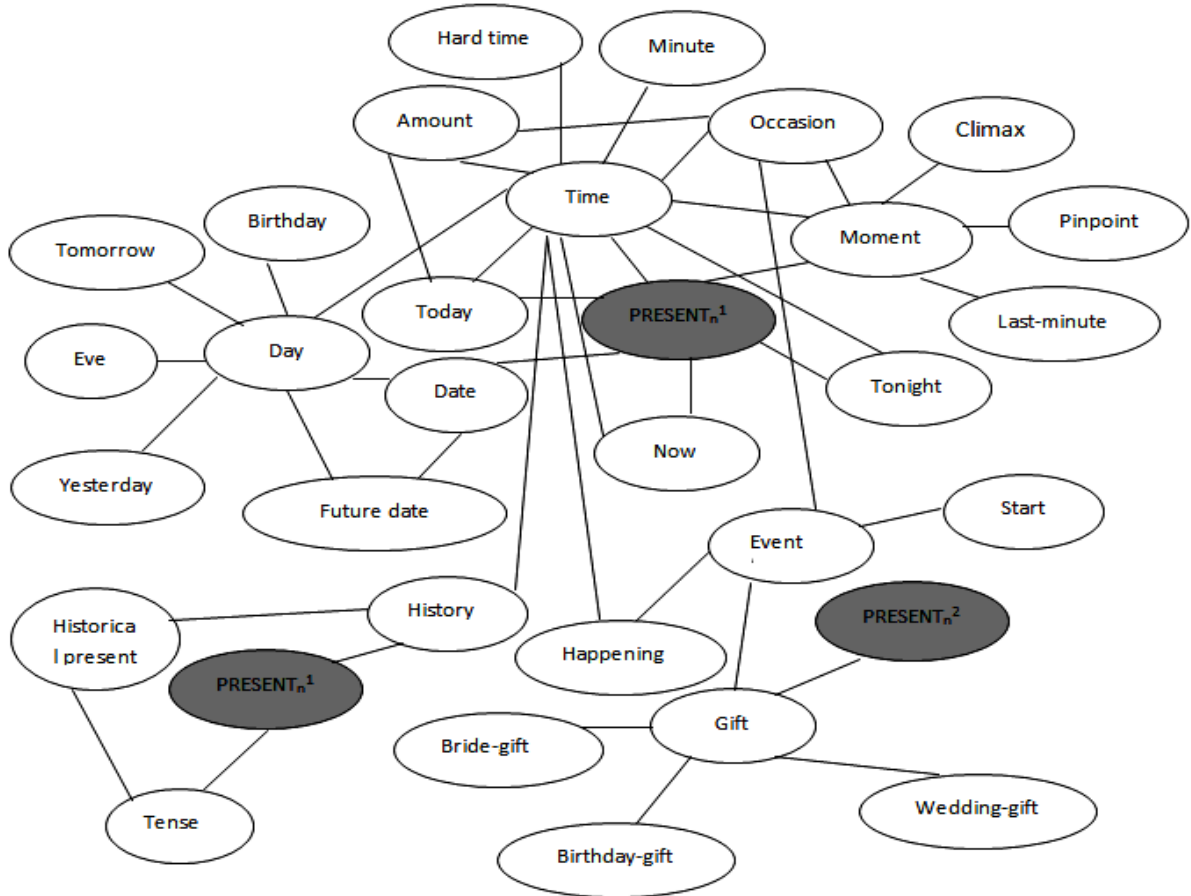 Hard time
Minute
Amount
Occasion
Climax
Time
Birthday
Pinpoint
Tomorrow
Moment
Today
PRESENTₙ¹
Last-minute
Day
Eve
Date
Tonight
Now
Yesterday
Future date
Start
Event
History
PRESENTₙ²
Historica
l present
Happening
PRESENTₙ¹
Gift
Bride-gift
Wedding-gift
Tense
Birthday-gift